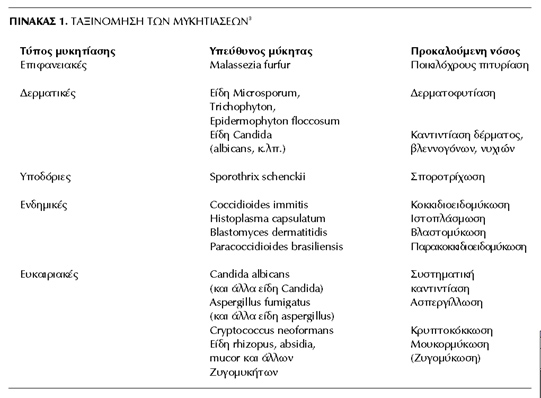 ΠΙΝΑΚΑΣ 1. ΤΑΞΙΝΟΜΗΣΗ ΤΩΝ ΜΥΚΗΤΙΑΣΕΩΝ³
Τύπος μυκητίασης Υπεύθυνος μύκητας Προκαλούμενη νόσος
Επιφανειακές Malassezia furfur Ποικιλόχρους πιτυρίαση
Δερματικές Είδη Microsporum, Δερματοφυτίαση
Trichophyton,
Epidermophyton floccosum
Είδη Candida Καντιντίαση δέρματος,
(albicans, κ.λπ.) βλεννογόνων, νυχιών
Υποδόριες Sporothrix schenckii Σποροτρίχωση
Ενδημικές Coccidioides immitis Κοκκιδιοειδομύκωση
Histoplasma capsulatum Ιστοπλάσμωση
Blastomyces dermatitidis Βλαστομύκωση
Paracoccidioides brasiliensis Παρακοκκιδιοειδομύκωση
Ευκαιριακές Candida albicans Συστηματική
(και άλλα είδη Candida) καντιντίαση
Aspergillus fumigatus Ασπεργίλλωση
(και άλλα είδη aspergillus)
Cryptococcus neoformans Κρυπτοκόκκωση
Είδη rhizopus, absidia, Μουκορμύκωση
mucor και άλλων (Ζυγομύκωση)
Ζυγομυκήτων